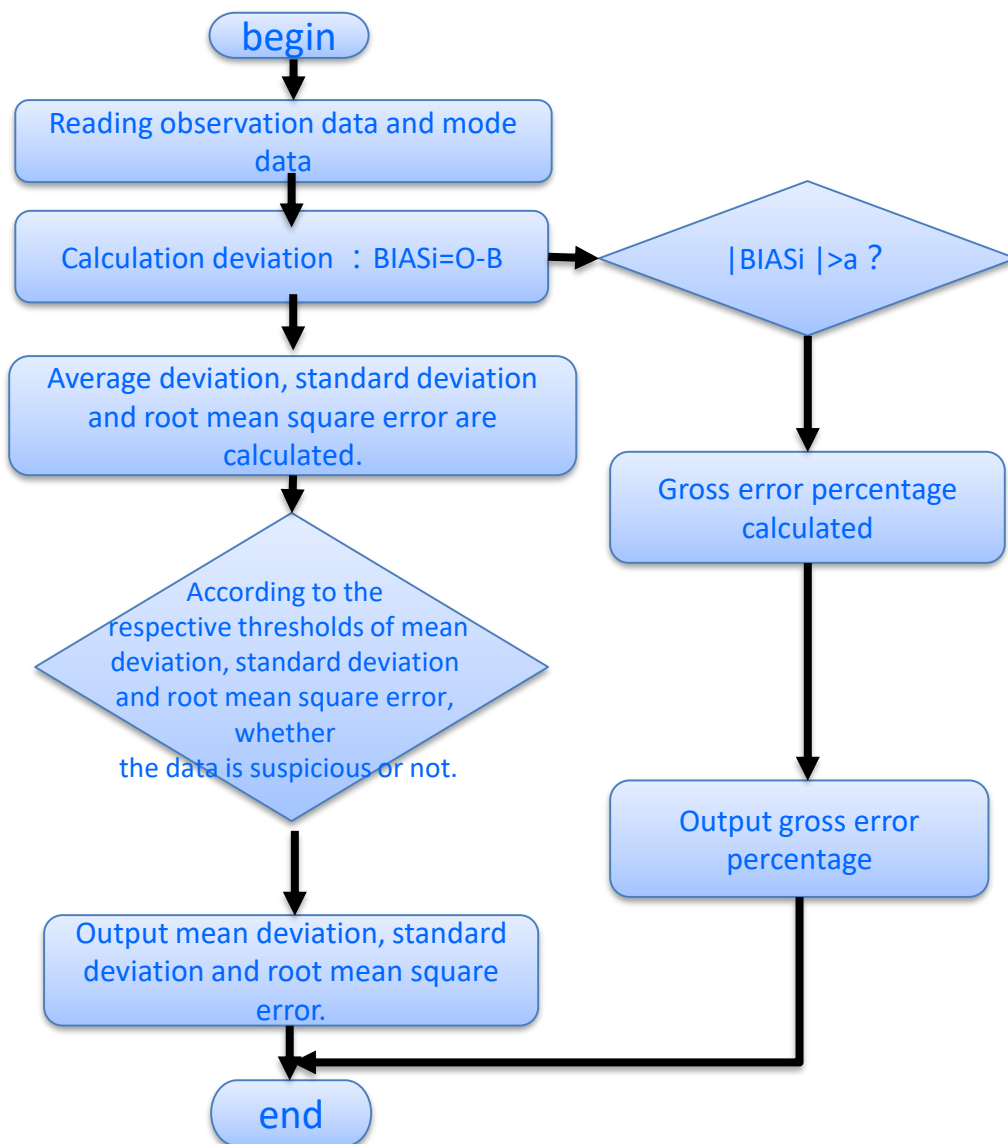 begin
Reading observation data and mode
data
Calculation deviation ：BIASi=O-B
|BIASi |>a ?
Average deviation, standard deviation
and root mean square error are
calculated.
Gross error percentage
calculated
According to the
respective thresholds of mean
deviation, standard deviation
and root mean square error,
whether
the data is suspicious or not.
Output gross error
percentage
Output mean deviation, standard
deviation and root mean square
error.
end